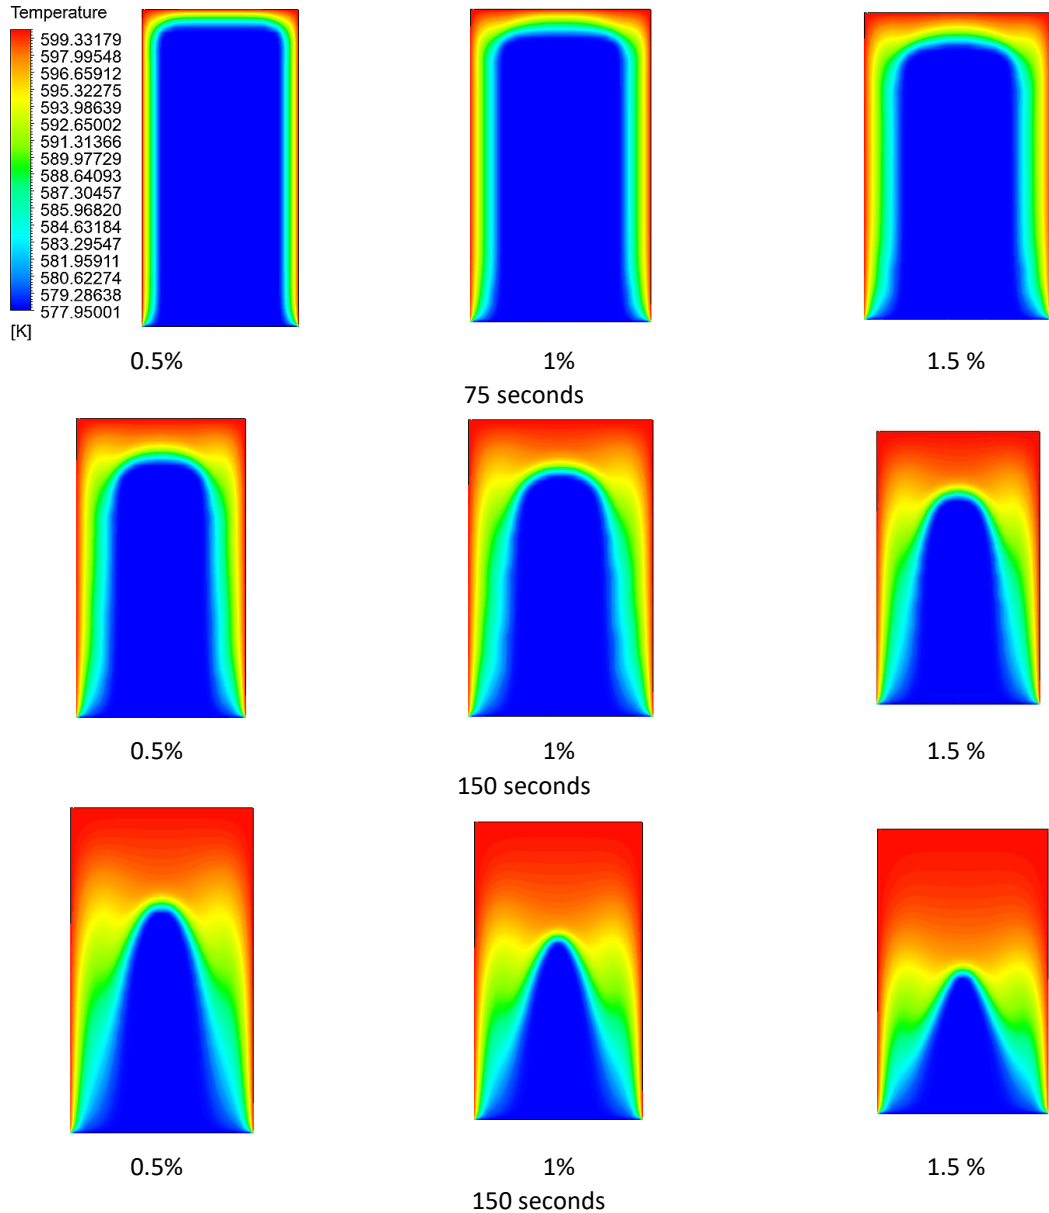 Temperature
599.33179
597.99548
596.65912
595.32275
593.98639
592.65002
591.31366
589.97729
588.64093
587.30457
585.96820
584.63184
583.29547
581.95911
580.62274
579.28638
577.95001
[K]
0.5% 1% 1.5 %
75 seconds
0.5% 1% 1.5 %
150 seconds
0.5% 1% 1.5 %
150 seconds